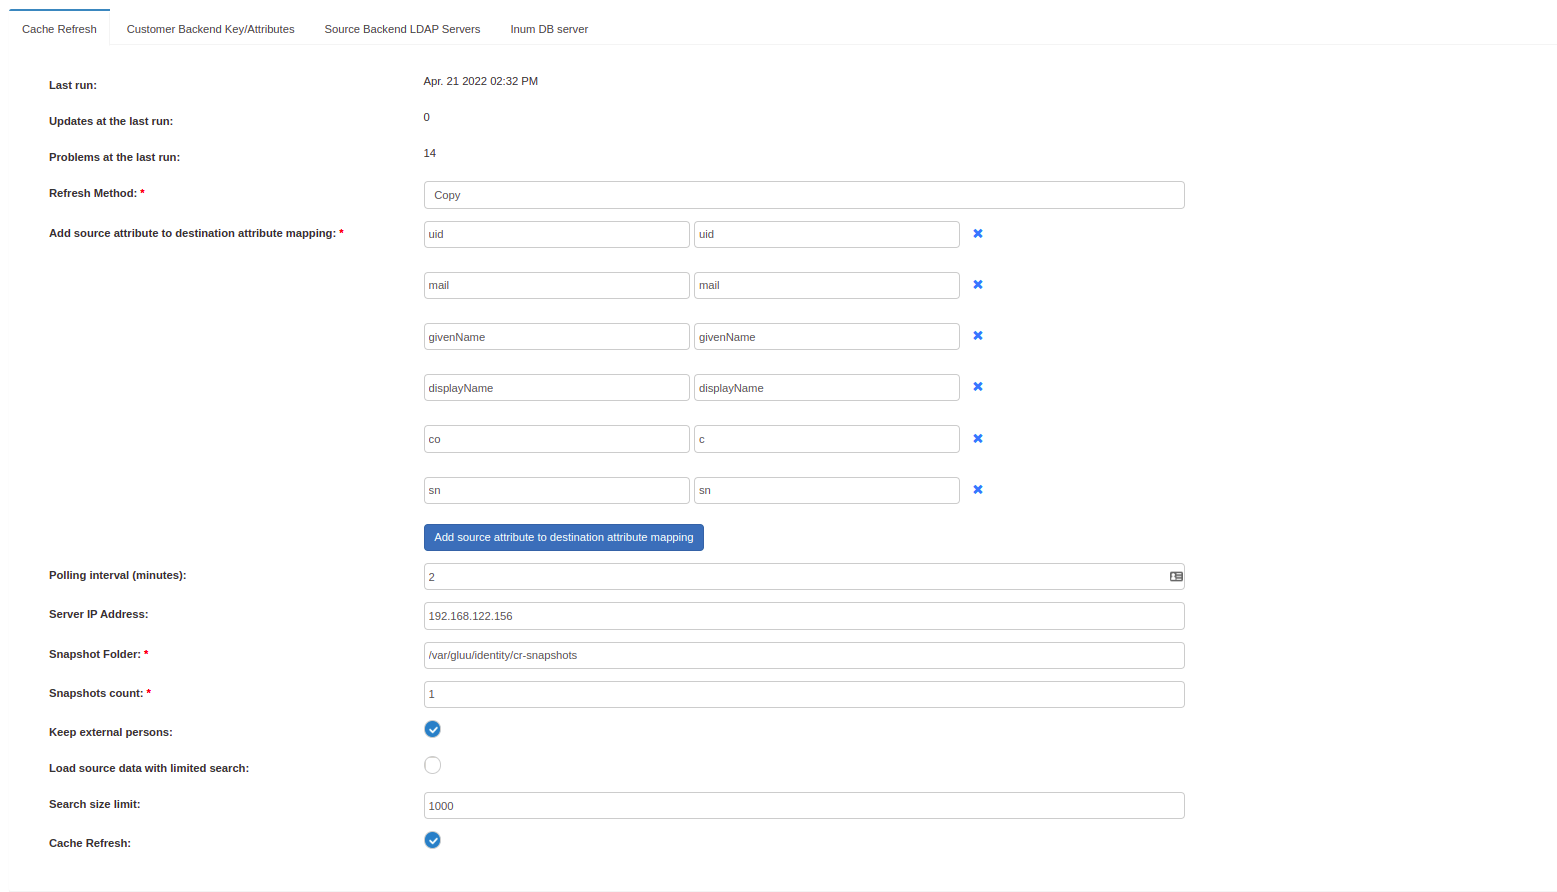 Cache Refresh Customer Backend Key/Attributes Source Backend LDAP Servers Inum DB server
Last run: Apr. 21 2022 02:32 PM
Updates at the last run: 0
Problems at the last run: 14
Refresh Method: * Copy
Add source attribute to destination attribute mapping: * uid uid
mail mail
givenName givenName
displayName displayName
co c
sn sn
Add source attribute to destination attribute mapping
Polling interval (minutes): 2
Server IP Address: 192.168.122.156
Snapshot Folder: * /var/gluu/identity/cr-snapshots
Snapshots count: * 1
Keep external persons:
Load source data with limited search:
Search size limit: 1000
Cache Refresh: